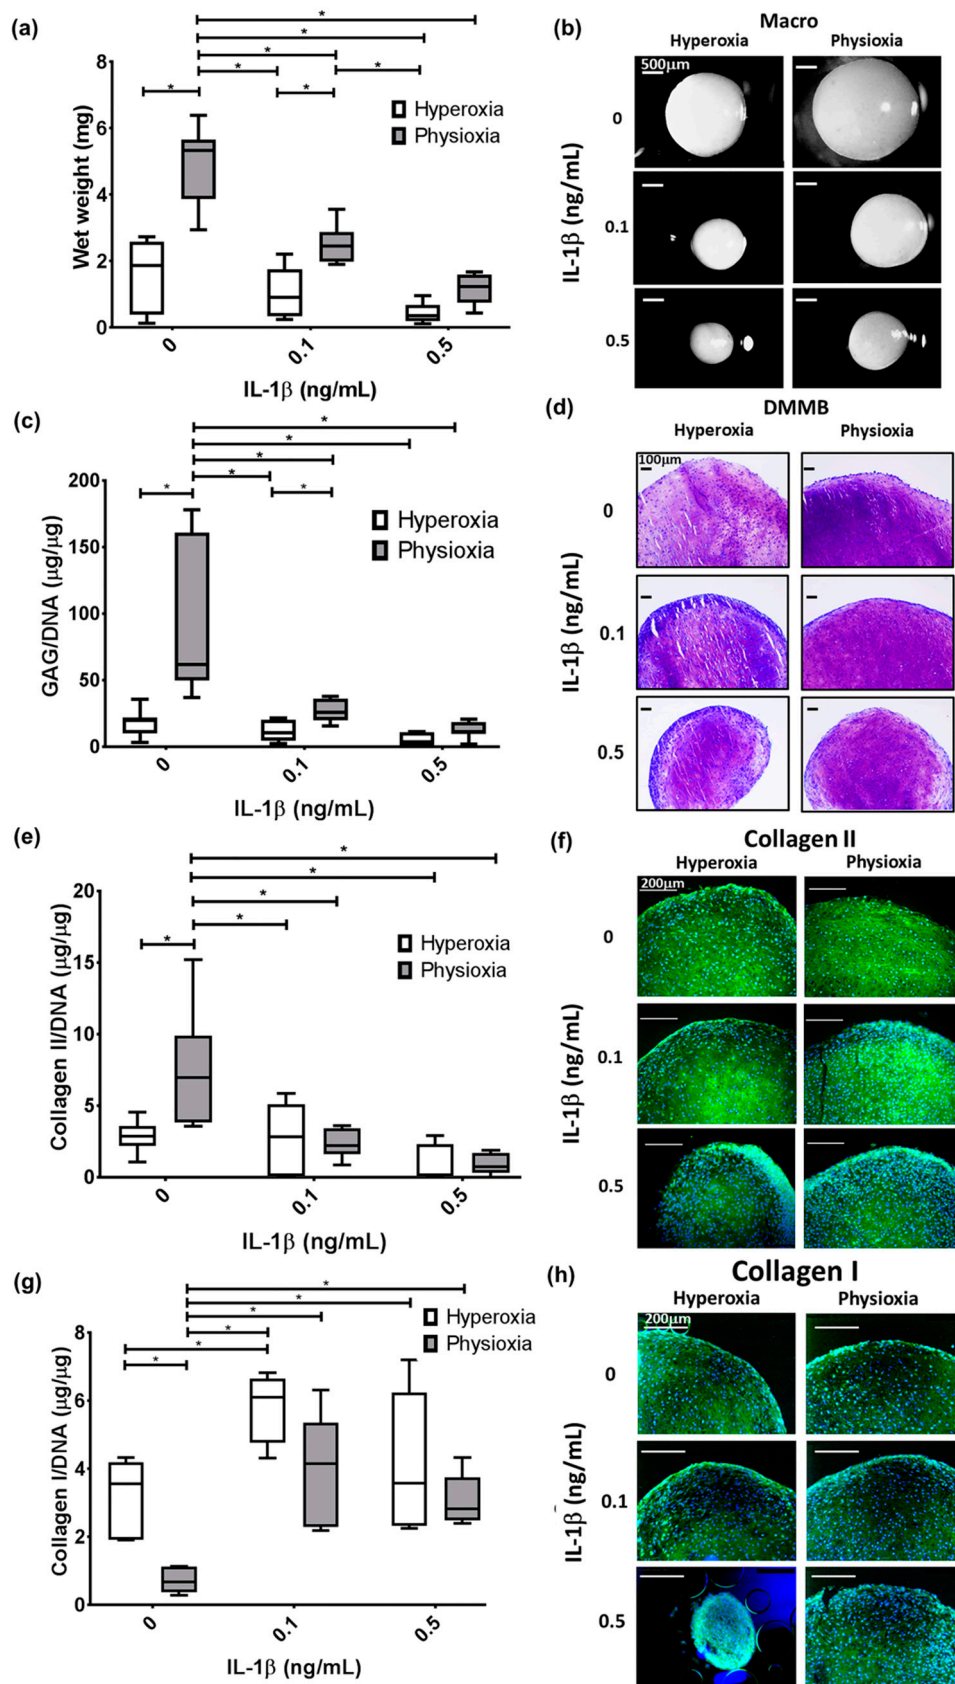 (a)
* * * * * * * *
Wet weight (mg)
8
6
4
2
0
Hyperoxia
Physioxia
0
0.1
0.5
IL-1β (ng/mL)
(b)
Macro
Hyperoxia
Physioxia
500μm
IL-1β (ng/mL)
0
0.1
0.5
(c)
* * * * * *
GAG/DNA (μg/μg)
200
150
100
50
0
Hyperoxia
Physioxia
0
0.1
0.5
IL-1β (ng/mL)
(d)
DMMB
Hyperoxia
Physioxia
100μm
IL-1β (ng/mL)
0
0.1
0.5
(e)
* * * * *
Collagen II/DNA (μg/μg)
20
15
10
5
0
Hyperoxia
Physioxia
0
0.1
0.5
IL-1β (ng/mL)
(f)
Collagen II
Hyperoxia
Physioxia
200μm
IL-1β (ng/mL)
0
0.1
0.5
(g)
* * * * * *
Collagen I/DNA (μg/μg)
8
6
4
2
0
Hyperoxia
Physioxia
0
0.1
0.5
IL-1β (ng/mL)
(h)
Collagen I
Hyperoxia
Physioxia
200μm
IL-1β (ng/mL)
0
0.1
0.5